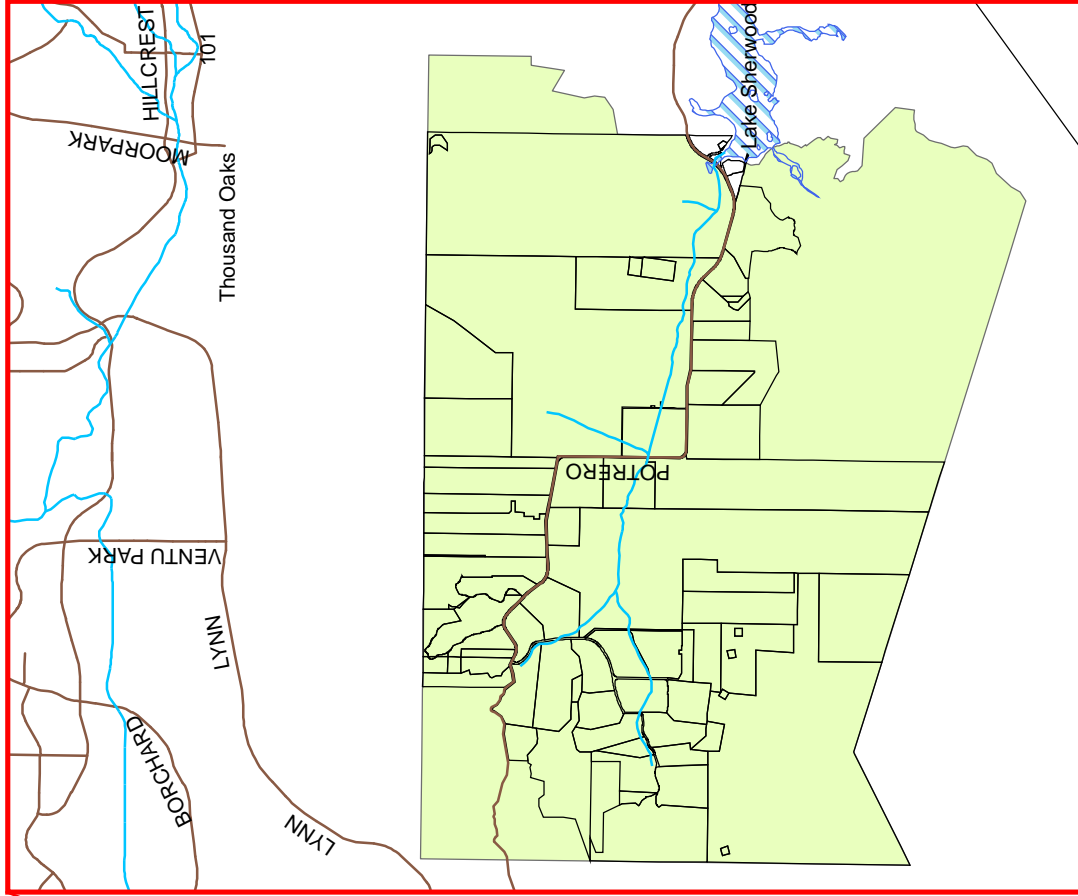 HILLCREST
101
MOORPARK
Thousand Oaks
Lake Sherwood
POTRERO
VENTU PARK
LYNN
BORCHARD
LYNN